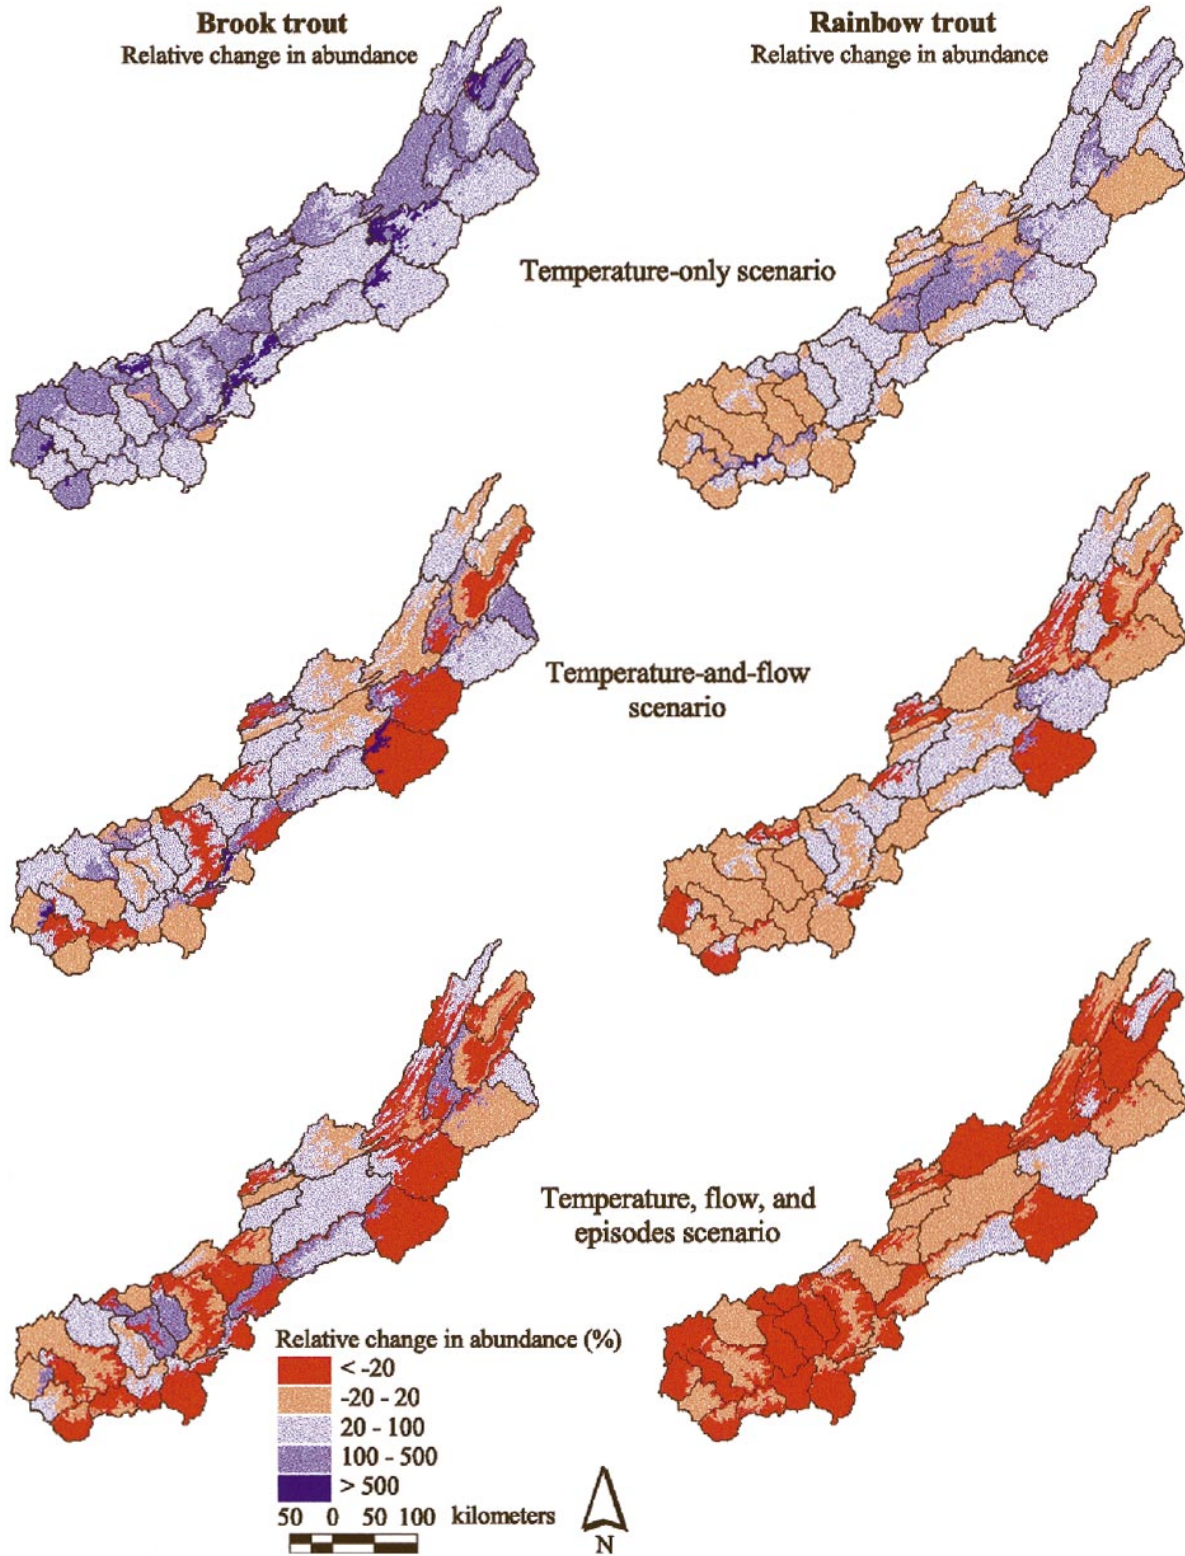 Brook trout
Relative change in abundance
Rainbow trout
Relative change in abundance
Temperature-only scenario
Temperature-and-flow
scenario
Temperature, flow, and
episodes scenario
Relative change in abundance (%)
< -20
-20 - 20
20 - 100
100 - 500
> 500
50 0 50 100 kilometers
N